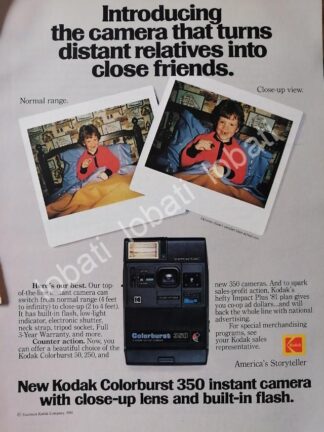 Introducing
the camera that turns
distant relatives into
close friends.
Normal range.
Close-up view.
lobati lobati lobati
Here's our best. Our top-
of-the-line instant camera can
switch from normal range (4 feet
to infinity) to close-up (2 to 4 feet).
It has built-in flash, low-light
indicator, electronic shutter,
neck strap, tripod socket, Full
3-Year Warranty, and more.
Counter action. Now, you can
offer a beautiful choice of the
Kodak Colorburst 50, 250, and
Colorburst 350
new 350 cameras. And to spark
sales-profit action, Kodak's
hefty Impact Plus '81 plan gives
you co-op ad dollars...and will
back the whole line with national
advertising.
For special merchandising
programs, see
your Kodak sales
representative.
Kodak
America's Storyteller
New Kodak Colorburst 350 instant camera
with close-up lens and built-in flash.
© Eastman Kodak Company, 1981